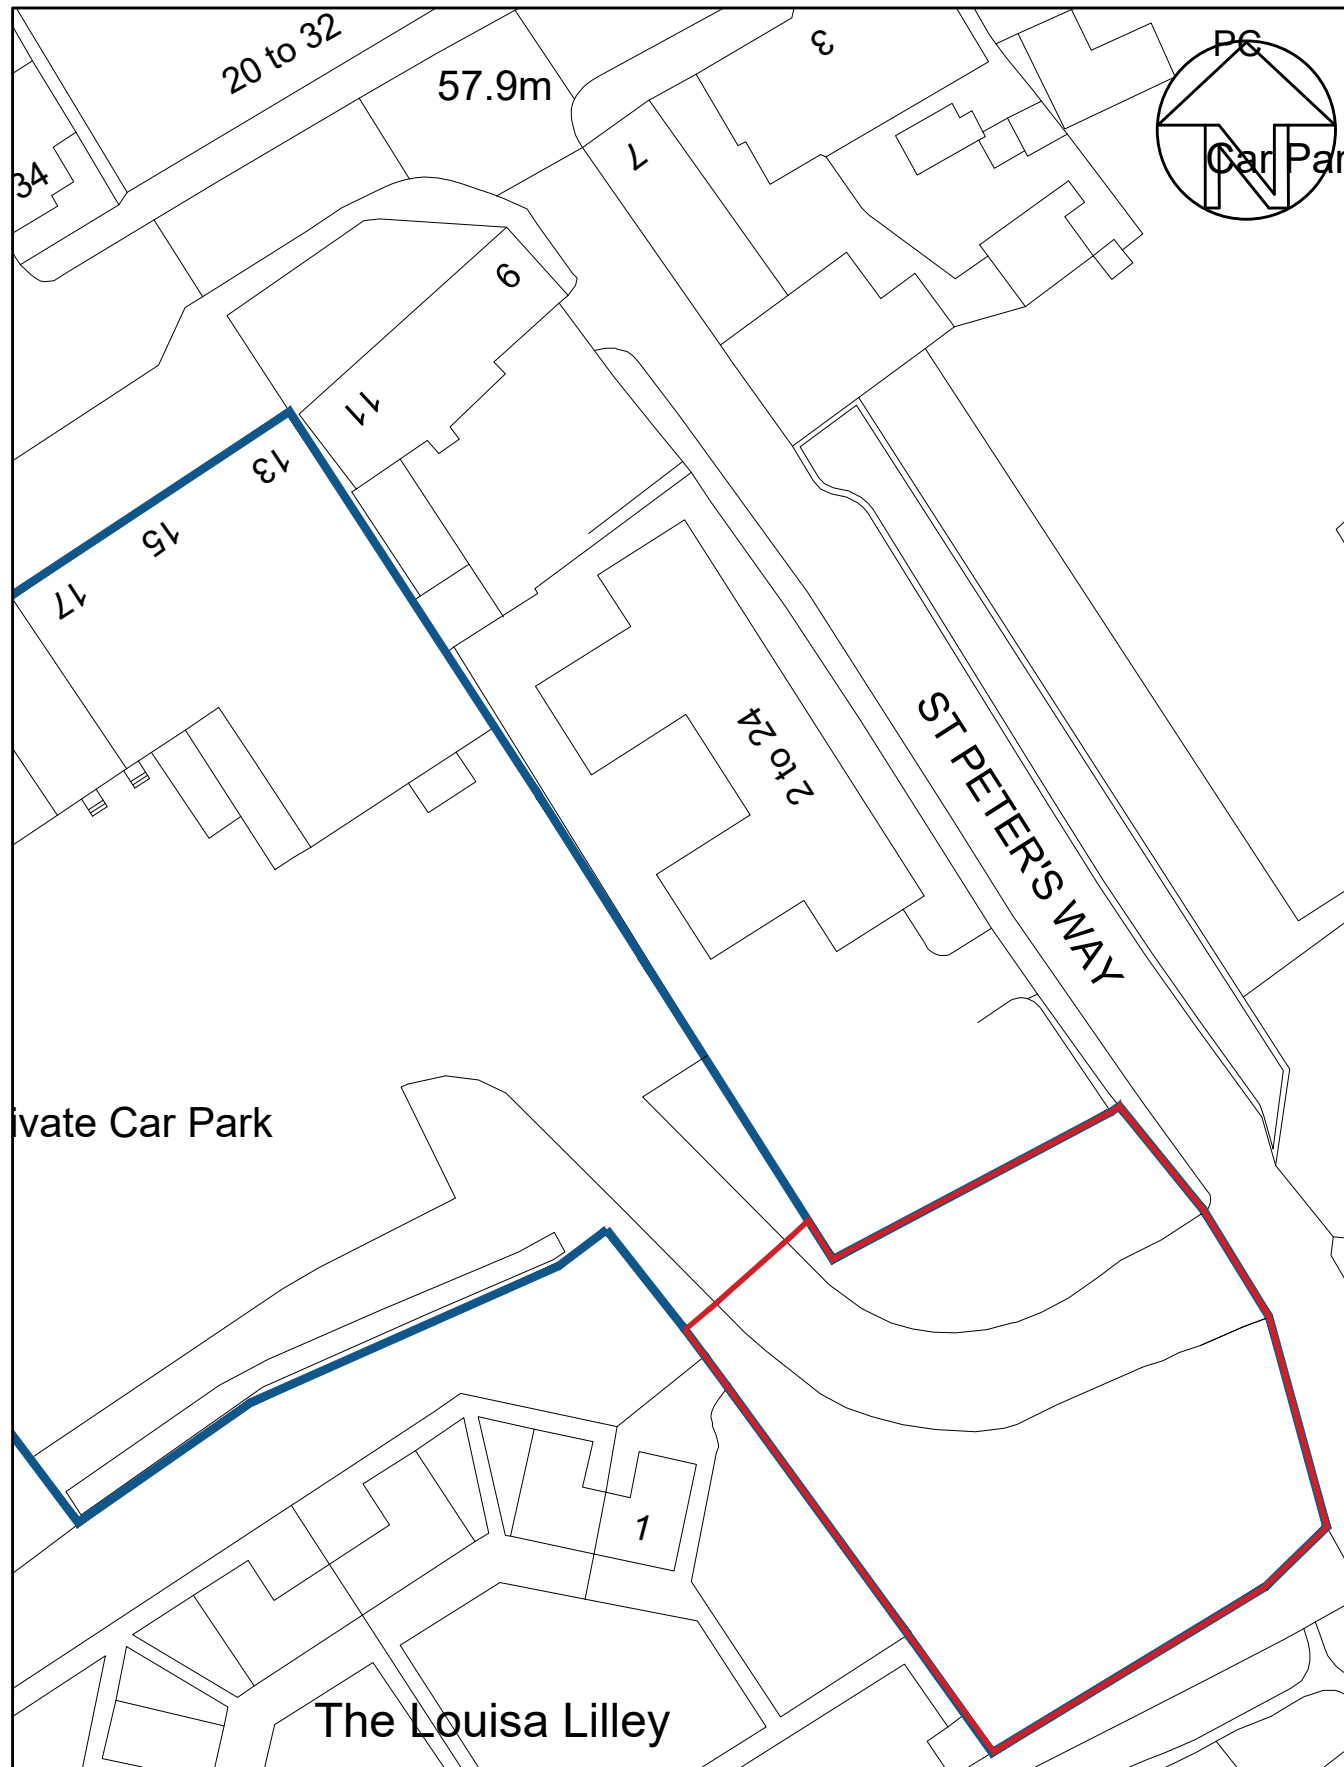 20 to 32
57.9m
3
PC
34
7
Car Par
N
9
11
13
15
17
2 to 24
ST PETER'S WAY
ivate Car Park
1
The Louisa Lilley